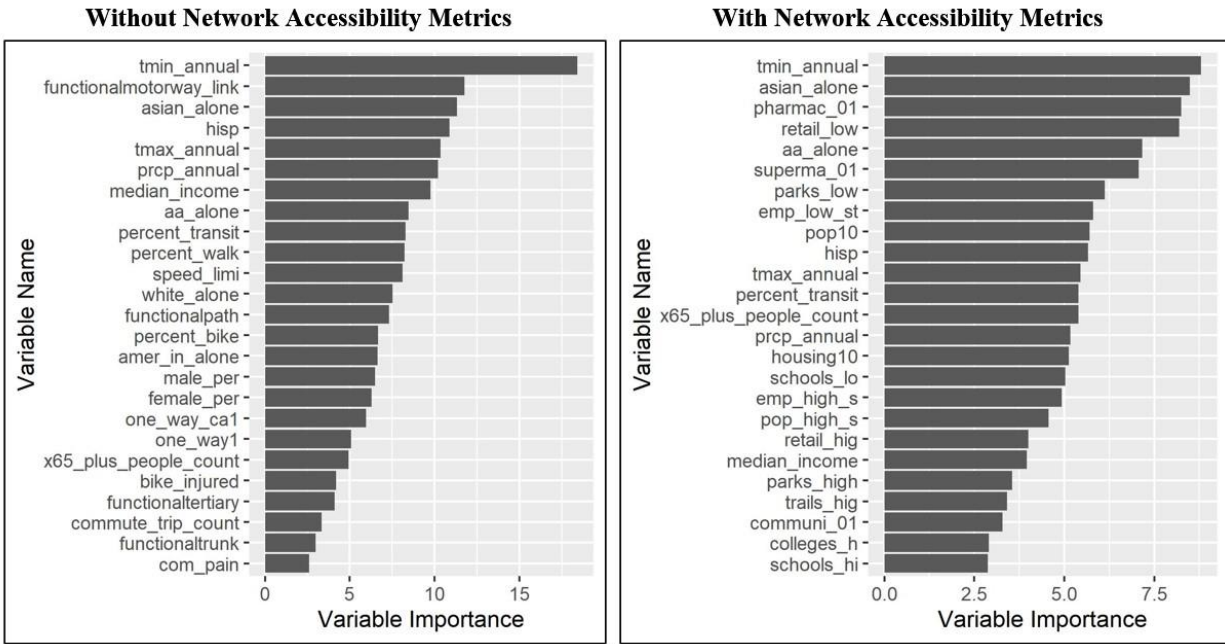 Without Network Accessibility Metrics
Variable Name
tmin_annual
functionalmotorway_link
asian_alone
hisp
tmax_annual
prcp_annual
median_income
aa_alone
percent_transit
percent_walk
speed_limi
white_alone
functionalpath
percent_bike
amer_in_alone
male_per
female_per
one_way_ca1
one_way1
x65_plus_people_count
bike_injured
functionaltertiary
commute_trip_count
functionaltrunk
com_pain
0 5 10 15
Variable Importance
With Network Accessibility Metrics
Variable Name
tmin_annual
asian_alone
pharmac_01
retail_low
aa_alone
superma_01
parks_low
emp_low_st
pop10
hisp
tmax_annual
percent_transit
x65_plus_people_count
prcp_annual
housing10
schools_lo
emp_high_s
pop_high_s
retail_hig
median_income
parks_high
trails_hig
communi_01
colleges_h
schools_hi
0.0 2.5 5.0 7.5
Variable Importance